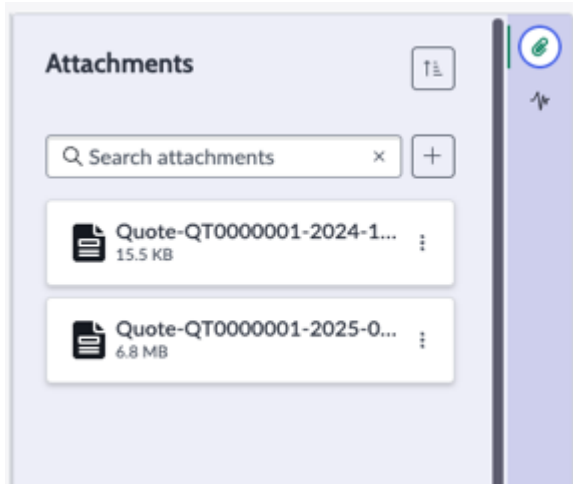 Attachments
Search attachments
Quote-QT0000001-2024-1...
15.5 KB
Quote-QT0000001-2025-0...
6.8 MB